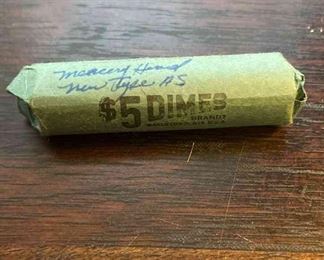 Mercury Head
New Type
$5 DIMES
BRANDT